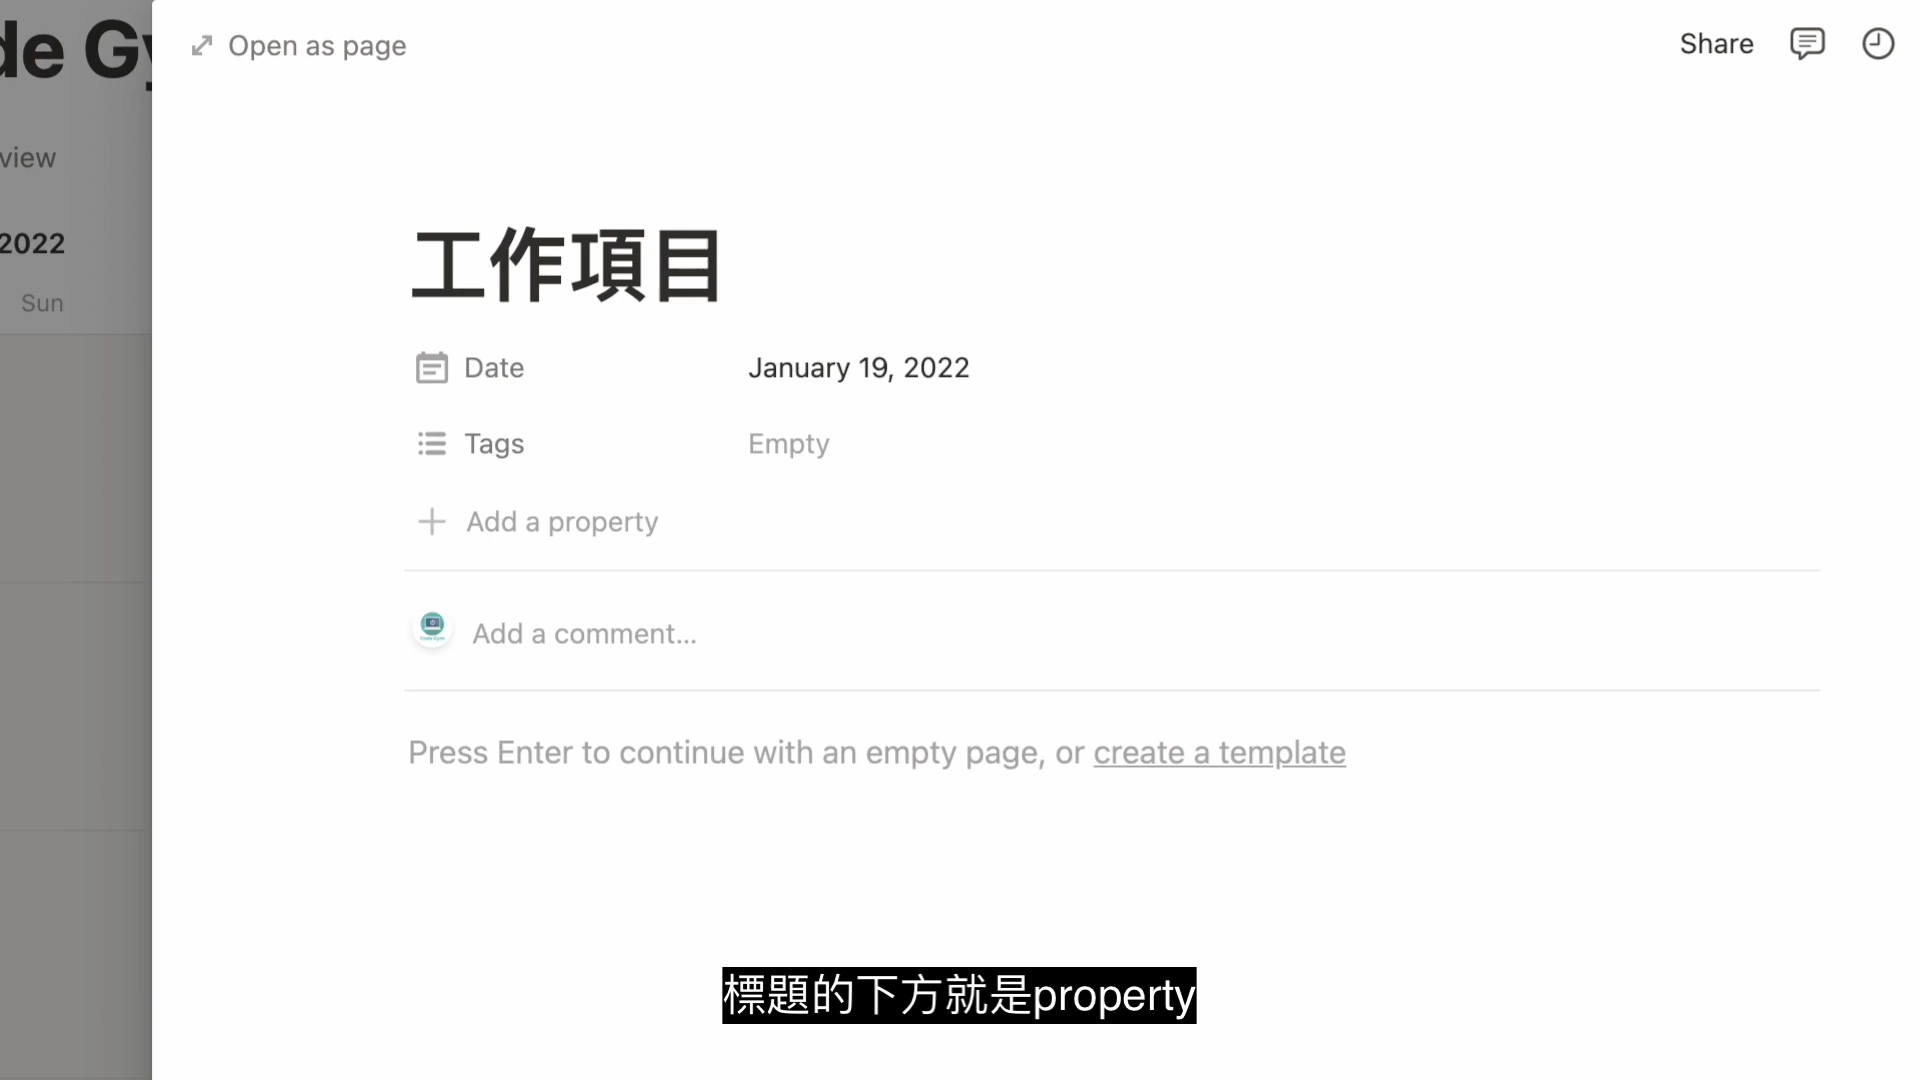 de Gy
Open as page
Share
view
2022
Sun
工作項目
Date
January 19, 2022
Tags
Empty
Add a property
Add a comment...
Press Enter to continue with an empty page, or create a template
標題的下方就是property